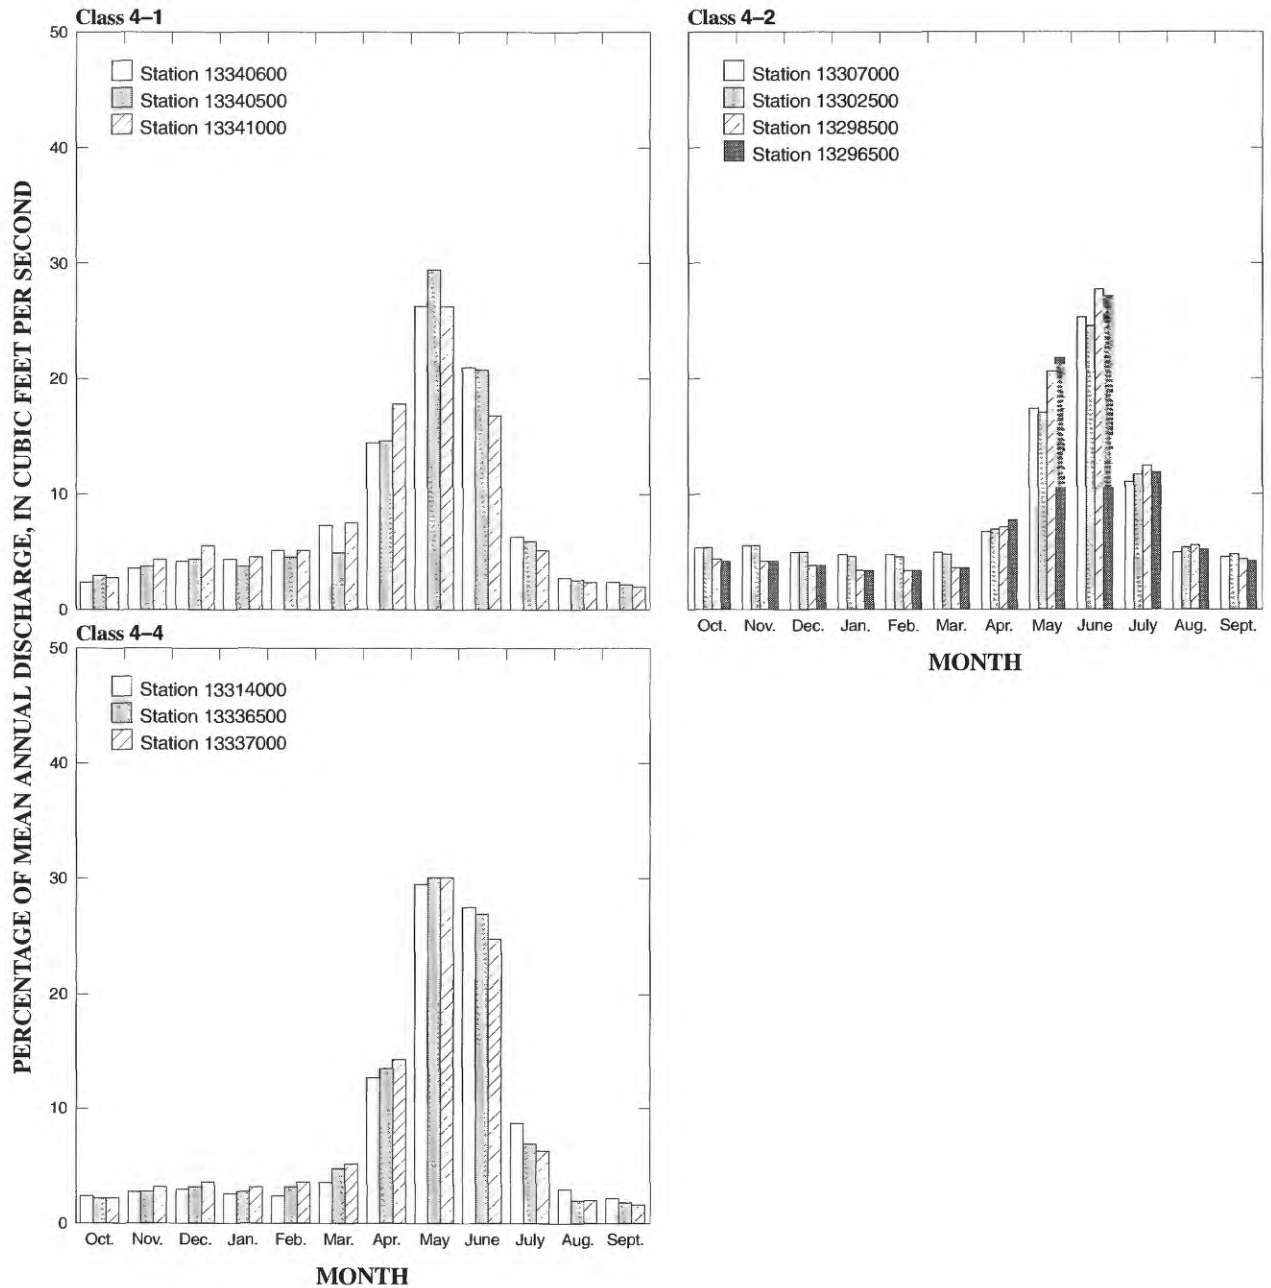 Class 4–1
50
40
30
20
10
0
Station 13340600
Station 13340500
Station 13341000
Class 4–2
Station 13307000
Station 13302500
Station 13298500
Station 13296500
Oct. Nov. Dec. Jan. Feb. Mar. Apr. May June July Aug. Sept.
MONTH
Class 4–4
50
40
30
20
10
0
Station 13314000
Station 13336500
Station 13337000
Oct. Nov. Dec. Jan. Feb. Mar. Apr. May June July Aug. Sept.
MONTH
PERCENTAGE OF MEAN ANNUAL DISCHARGE, IN CUBIC FEET PER SECOND